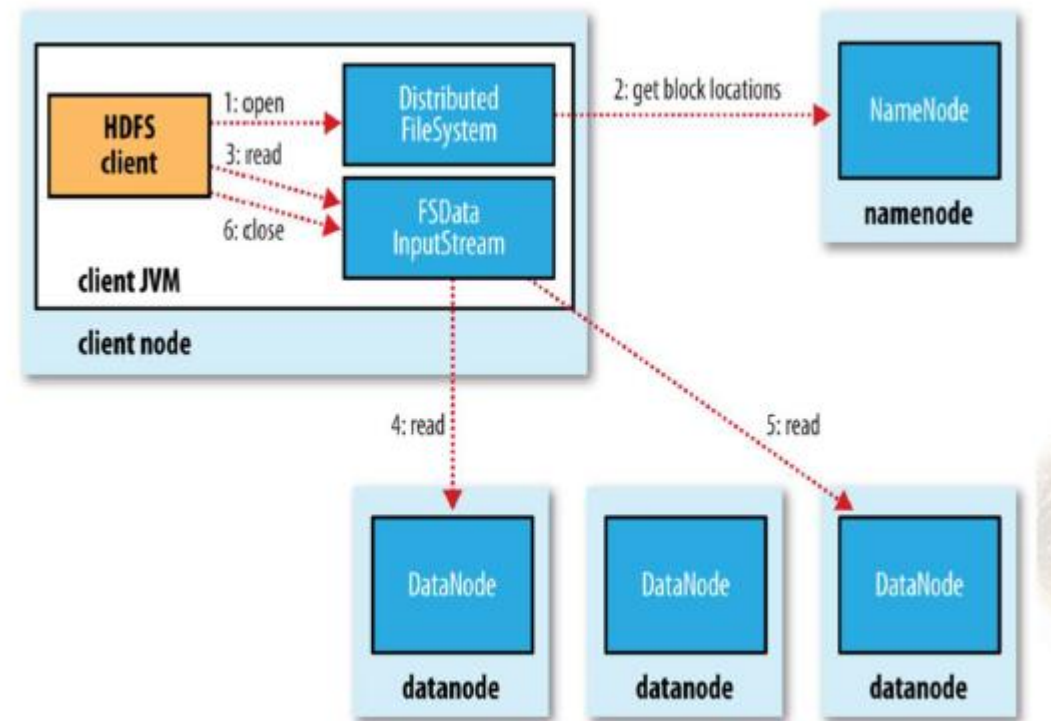 1: open
HDFS
client
3: read
6: close
Distributed
FileSystem
FSData
InputStream
client JVM
client node
2: get block locations
NameNode
namenode
4: read
5: read
DataNode
datanode
DataNode
datanode
DataNode
datanode